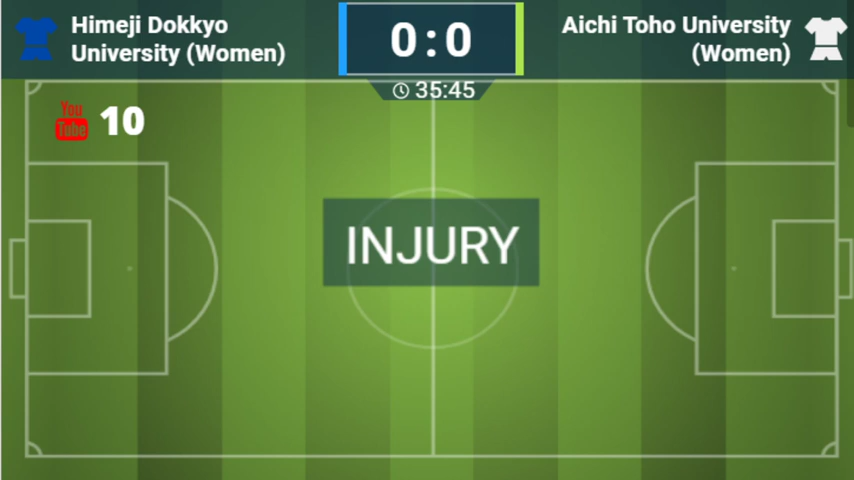 Himeji Dokkyo
University (Women)
0:0
Aichi Toho University
(Women)
35:45
You
Tube
10
INJURY